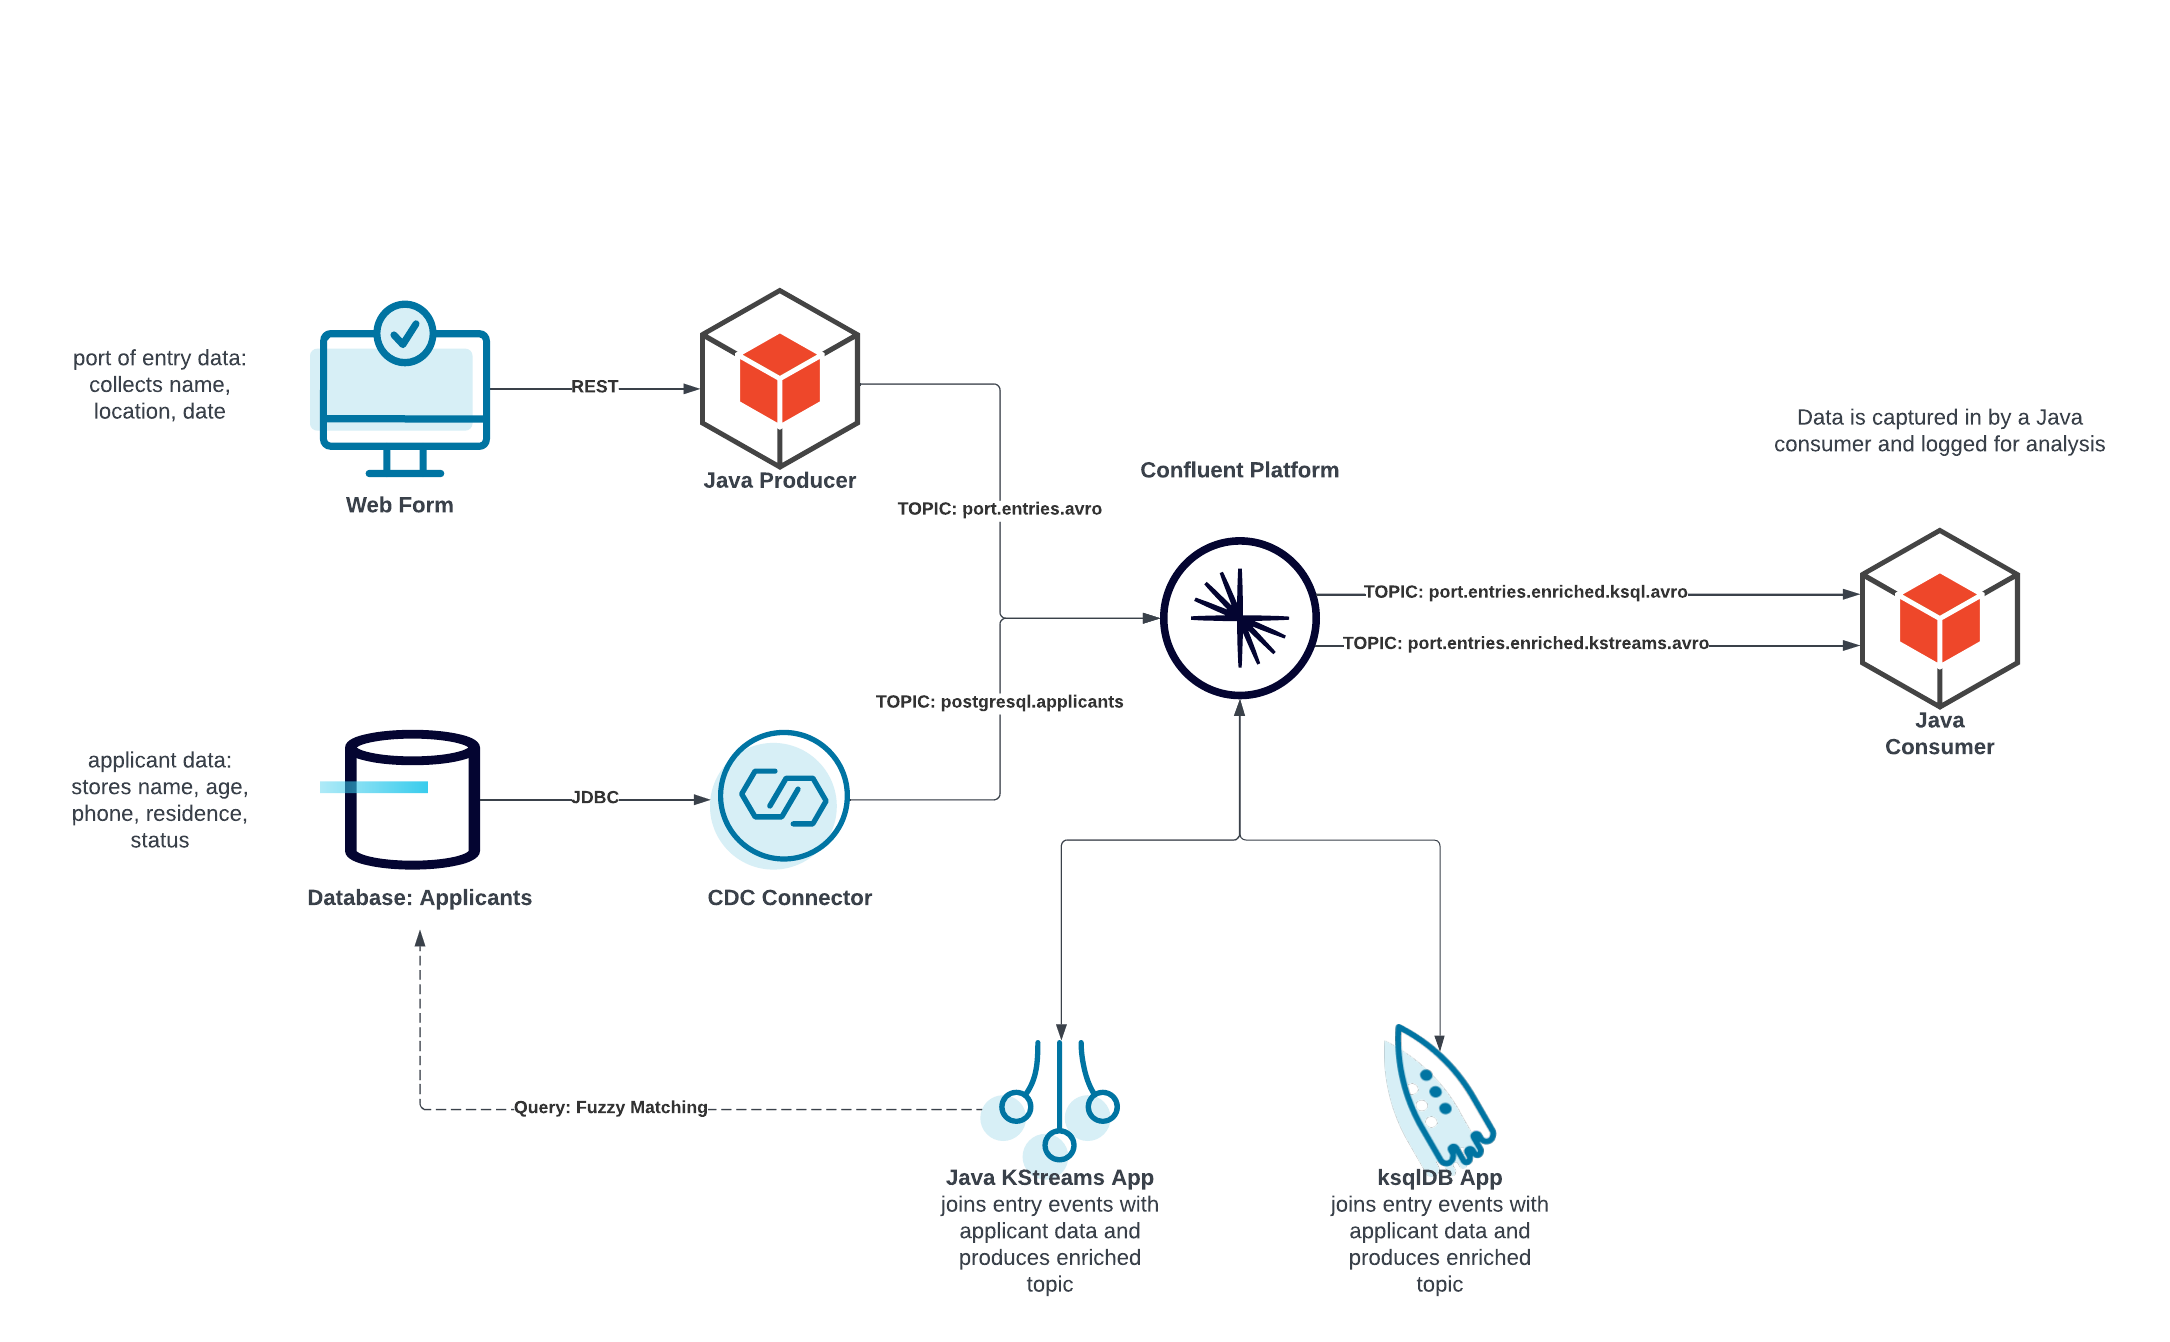 port of entry data:
collects name,
location, date
Web Form
REST
Java Producer
TOPIC: port.entries.avro
Confluent Platform
Data is captured in by a Java
consumer and logged for analysis
TOPIC: port.entries.enriched.ksql.avro
TOPIC: port.entries.enriched.kstreams.avro
Java
Consumer
TOPIC: postgresql.applicants
applicant data:
stores name, age,
phone, residence,
status
JDBC
Database: Applicants
CDC Connector
Query: Fuzzy Matching
Java KStreams App
joins entry events with
applicant data and
produces enriched
topic
ksqlDB App
joins entry events with
applicant data and
produces enriched
topic